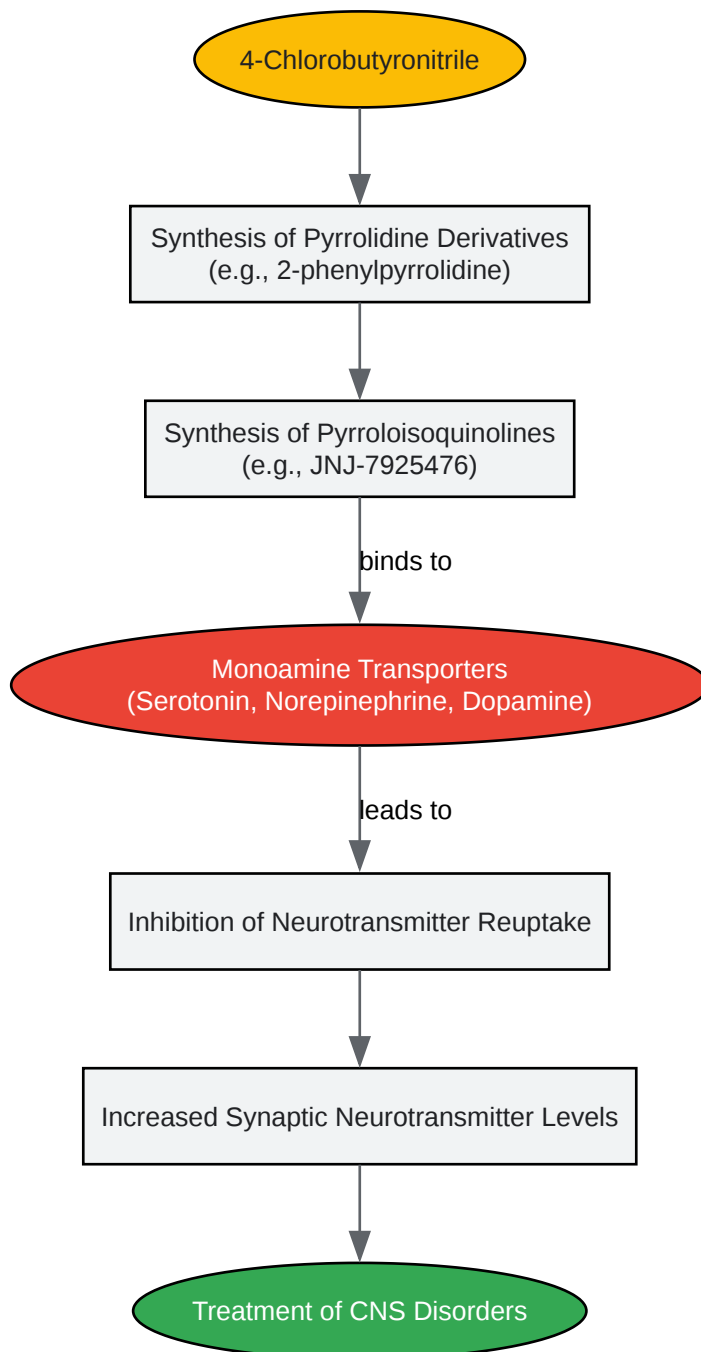 4-Chlorobutyronitrile
Synthesis of Pyrrolidine Derivatives
(e.g., 2-phenylpyrrolidine)
Synthesis of Pyrroloisoquinolines
(e.g., JNJ-7925476)
binds to
Monoamine Transporters
(Serotonin, Norepinephrine, Dopamine)
leads to
Inhibition of Neurotransmitter Reuptake
Increased Synaptic Neurotransmitter Levels
Treatment of CNS Disorders